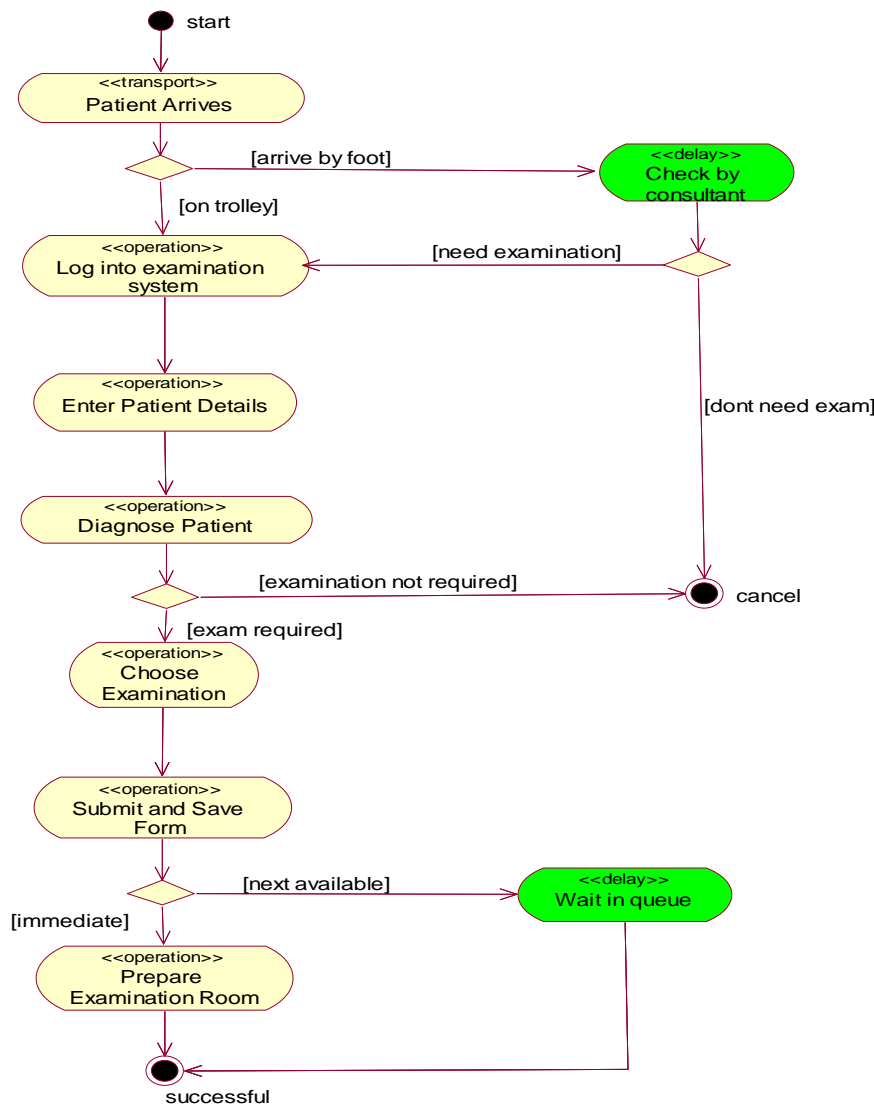 start
<<transport>>
Patient Arrives
[arrive by foot]
<<delay>>
Check by
consultant
[on trolley]
<<operation>>
Log into examination
system
[need examination]
<<operation>>
Enter Patient Details
[dont need exam]
<<operation>>
Diagnose Patient
[examination not required]
cancel
[exam required]
<<operation>>
Choose
Examination
<<operation>>
Submit and Save
Form
[next available]
<<delay>>
Wait in queue
[immediate]
<<operation>>
Prepare
Examination Room
successful